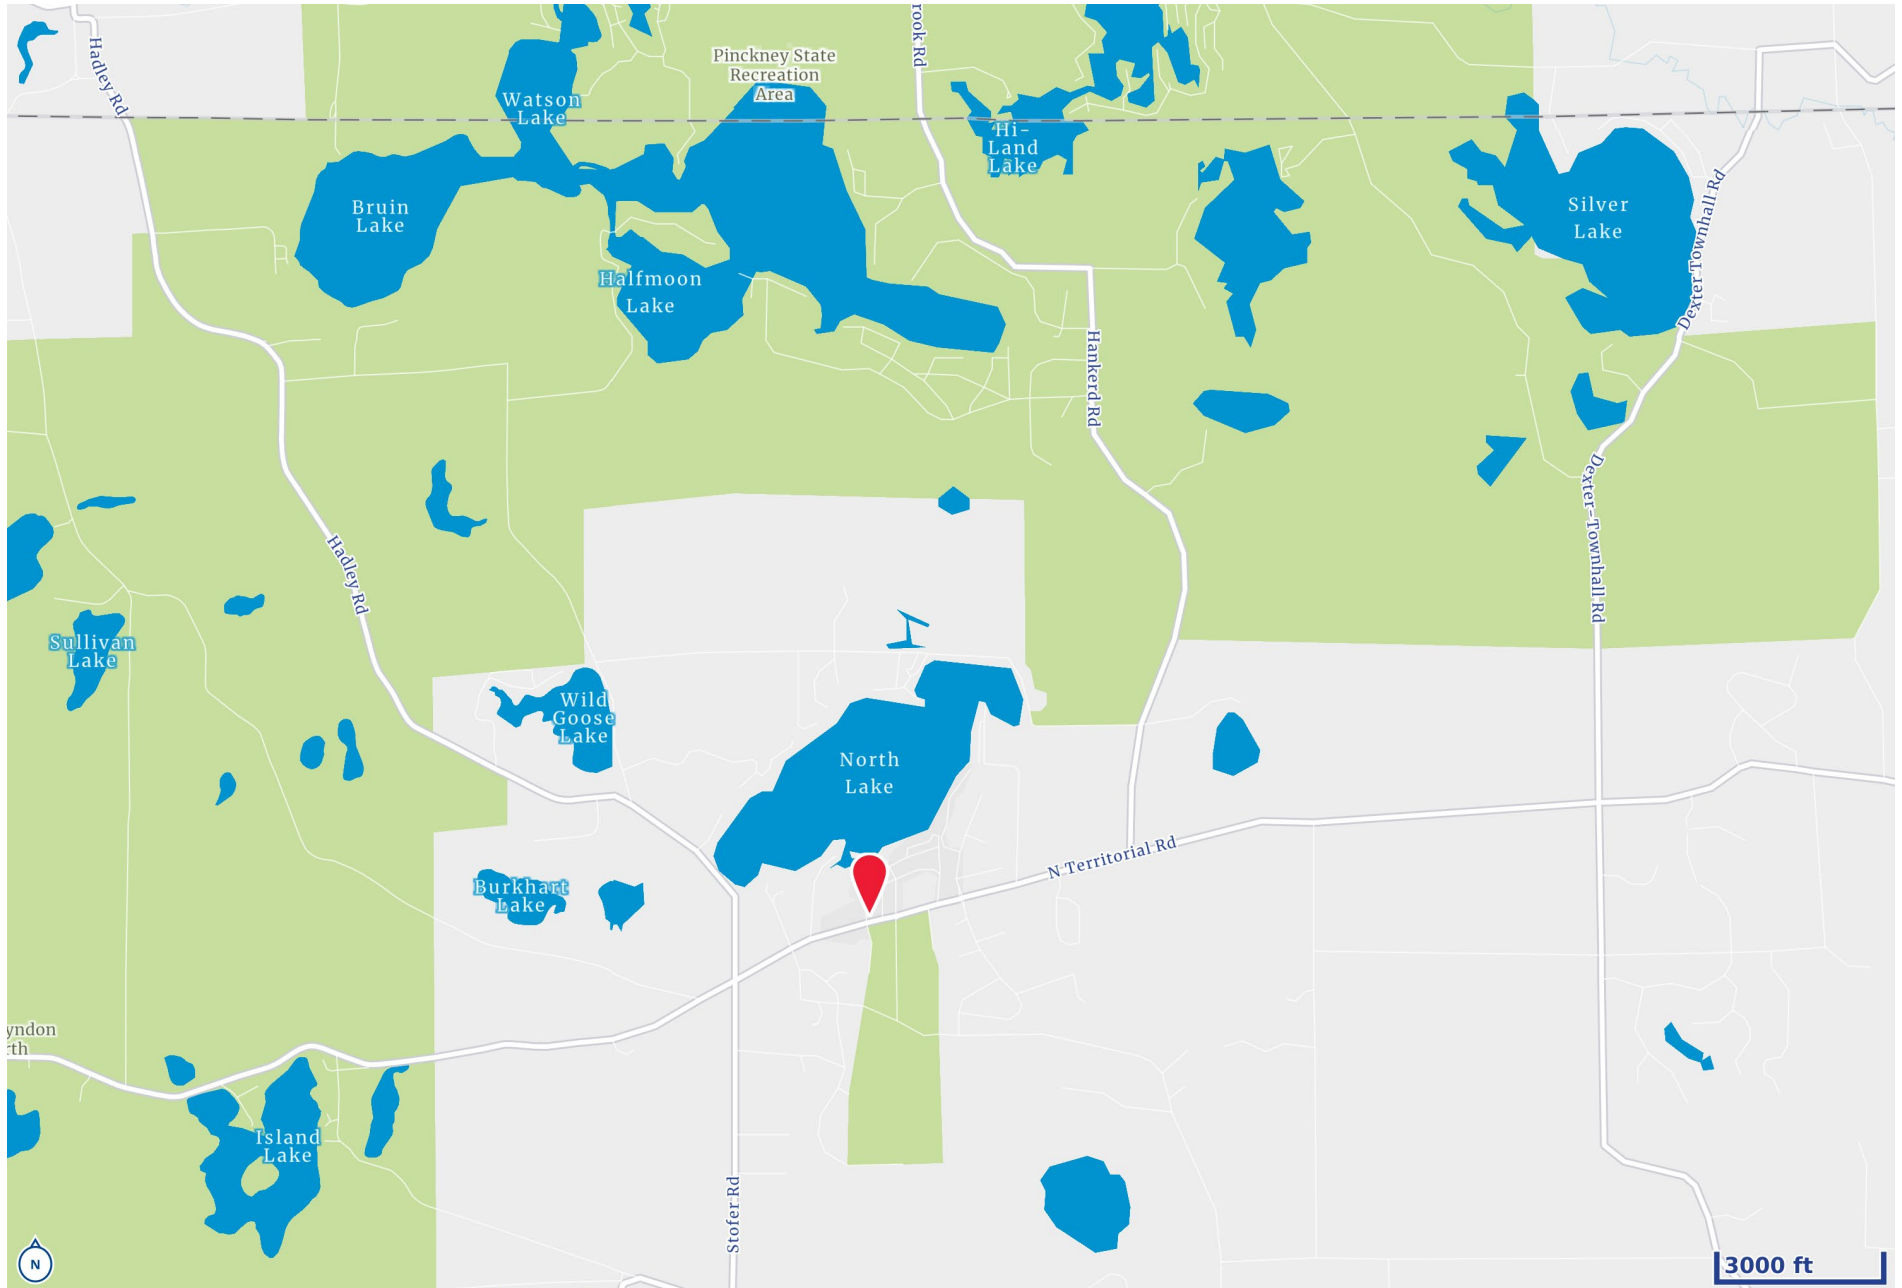 Hadley Rd
rook Rd
Pinckney State
Recreation
Area
Watson
Lake
Hi-
Land
Lake
Bruin
Lake
Silver
Lake
Dexter Townhall Rd
Halfmoon
Lake
Hankerd Rd
Dexter-Townhall Rd
Hadley Rd
Sullivan
Lake
Wild
Goose
Lake
North
Lake
N Territorial Rd
Burkhart
Lake
yndon
rth
Island
Lake
Stofer Rd
N
3000 ft